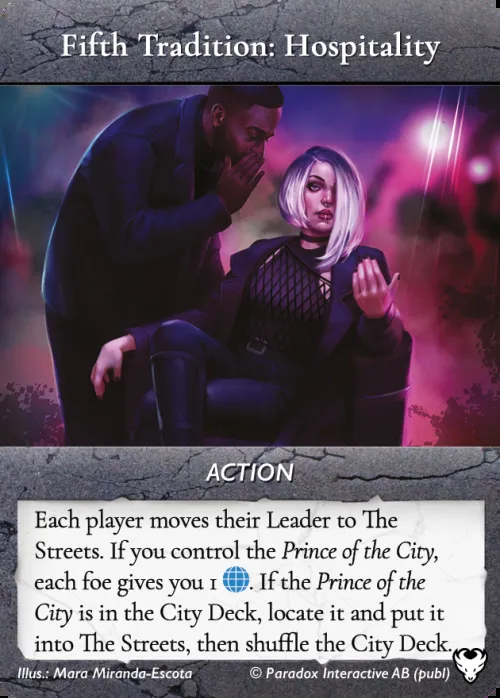 Fifth Tradition: Hospitality
ACTION
Each player moves their Leader to The
Streets. If you control the Prince of the City,
each foe gives you 1 . If the Prince of the
City is in the City Deck, locate it and put it
into The Streets, then shuffle the City Deck.
Illus.: Mara Miranda-Escota © Paradox Interactive AB (publ)